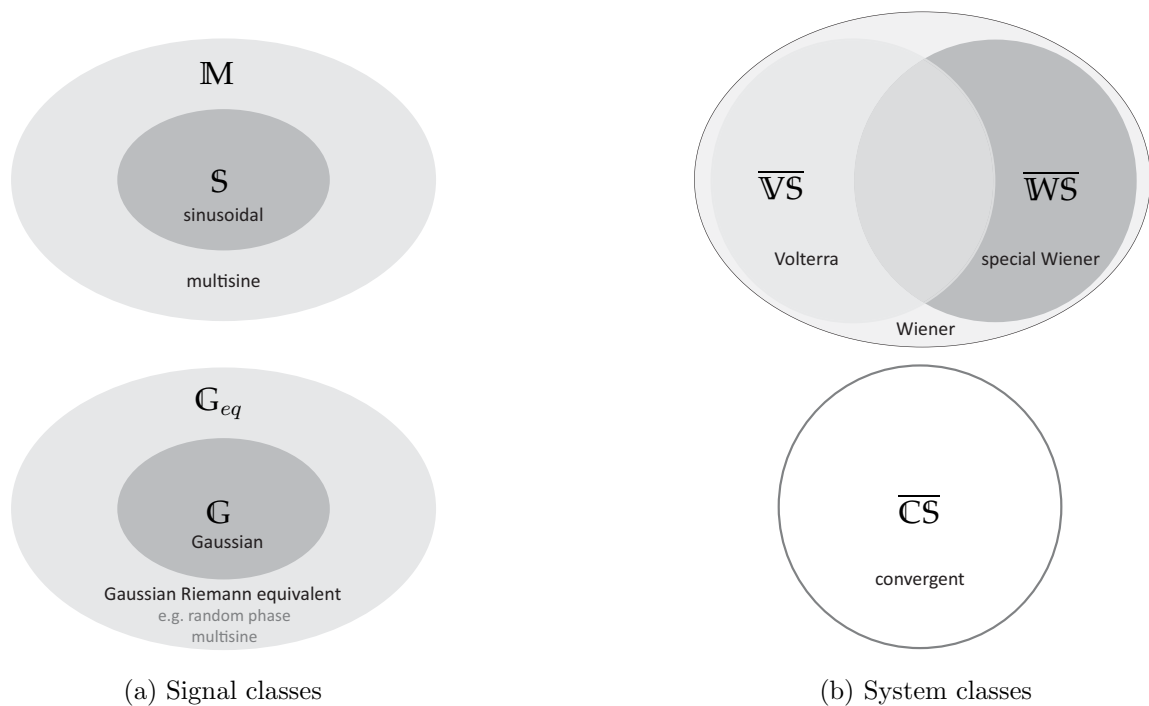 𝕄
𝕊
sinusoidal
multisine
𝔾eq
𝔾
Gaussian
Gaussian Riemann equivalent
e.g. random phase
multisine
(a) Signal classes
𝕍𝕊
Volterra
𝕎𝕊
special Wiener
Wiener
ℂ𝕊
convergent
(b) System classes